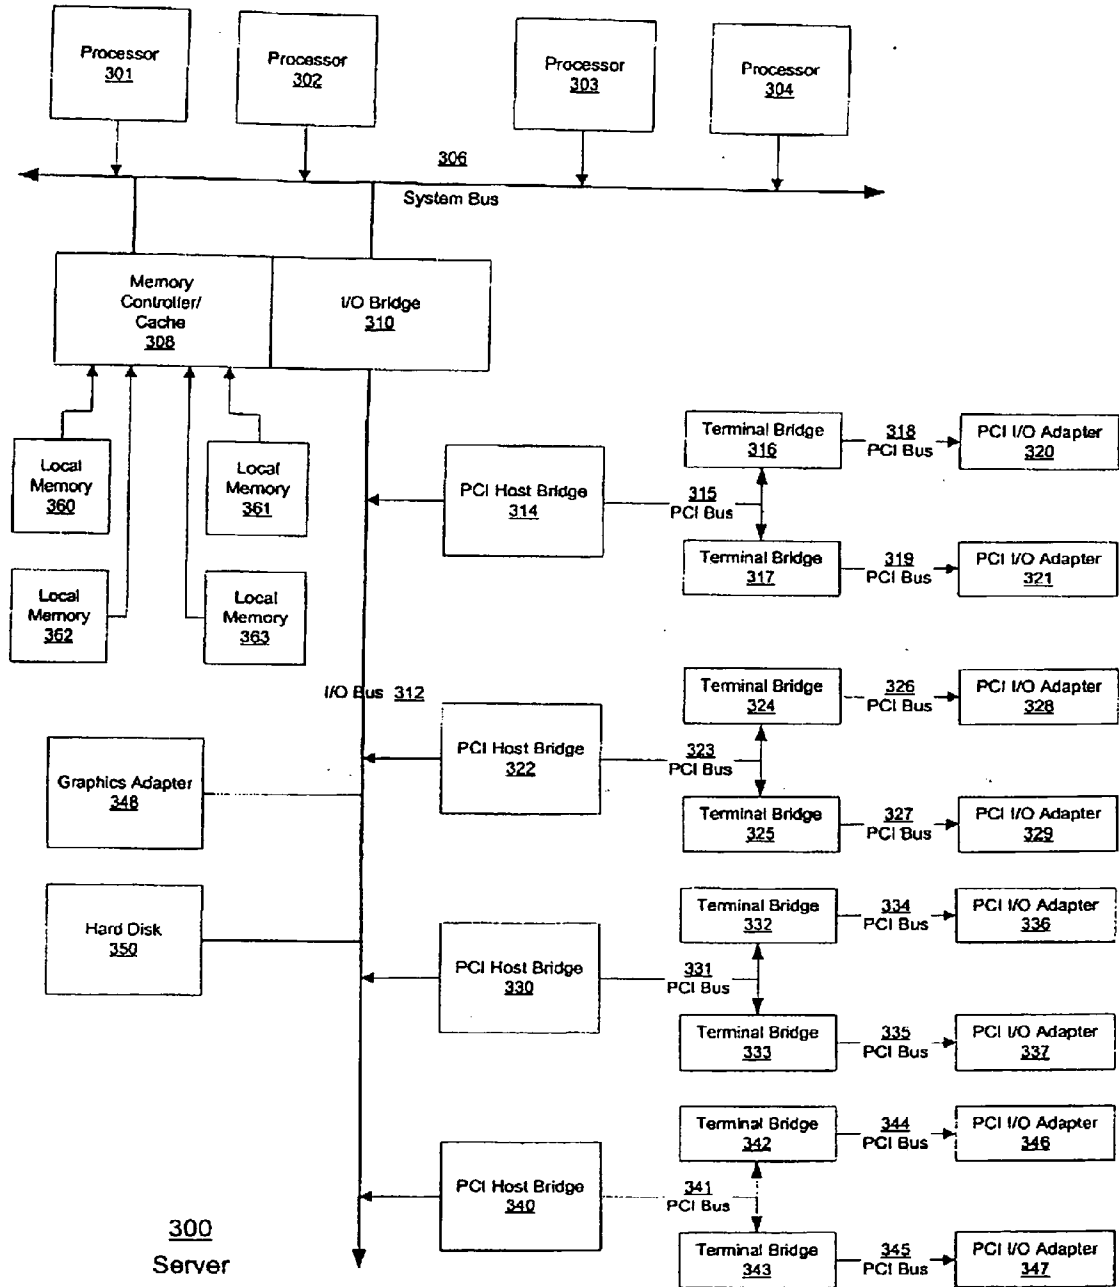 Processor
301
Processor
302
Processor
303
Processor
304
306
System Bus
Memory
Controller/
Cache
308
I/O Bridge
310
Local
Memory
360
Local
Memory
361
Local
Memory
362
Local
Memory
363
PCI Host Bridge
314
315
PCI Bus
Terminal Bridge
316
318
PCI Bus
PCI I/O Adapter
320
Terminal Bridge
317
319
PCI Bus
PCI I/O Adapter
321
I/O Bus 312
PCI Host Bridge
322
323
PCI Bus
Terminal Bridge
324
326
PCI Bus
PCI I/O Adapter
328
Terminal Bridge
325
327
PCI Bus
PCI I/O Adapter
329
Graphics Adapter
348
Hard Disk
350
PCI Host Bridge
330
331
PCI Bus
Terminal Bridge
332
334
PCI Bus
PCI I/O Adapter
336
Terminal Bridge
333
335
PCI Bus
PCI I/O Adapter
337
PCI Host Bridge
340
341
PCI Bus
Terminal Bridge
342
344
PCI Bus
PCI I/O Adapter
346
Terminal Bridge
343
345
PCI Bus
PCI I/O Adapter
347
300
Server